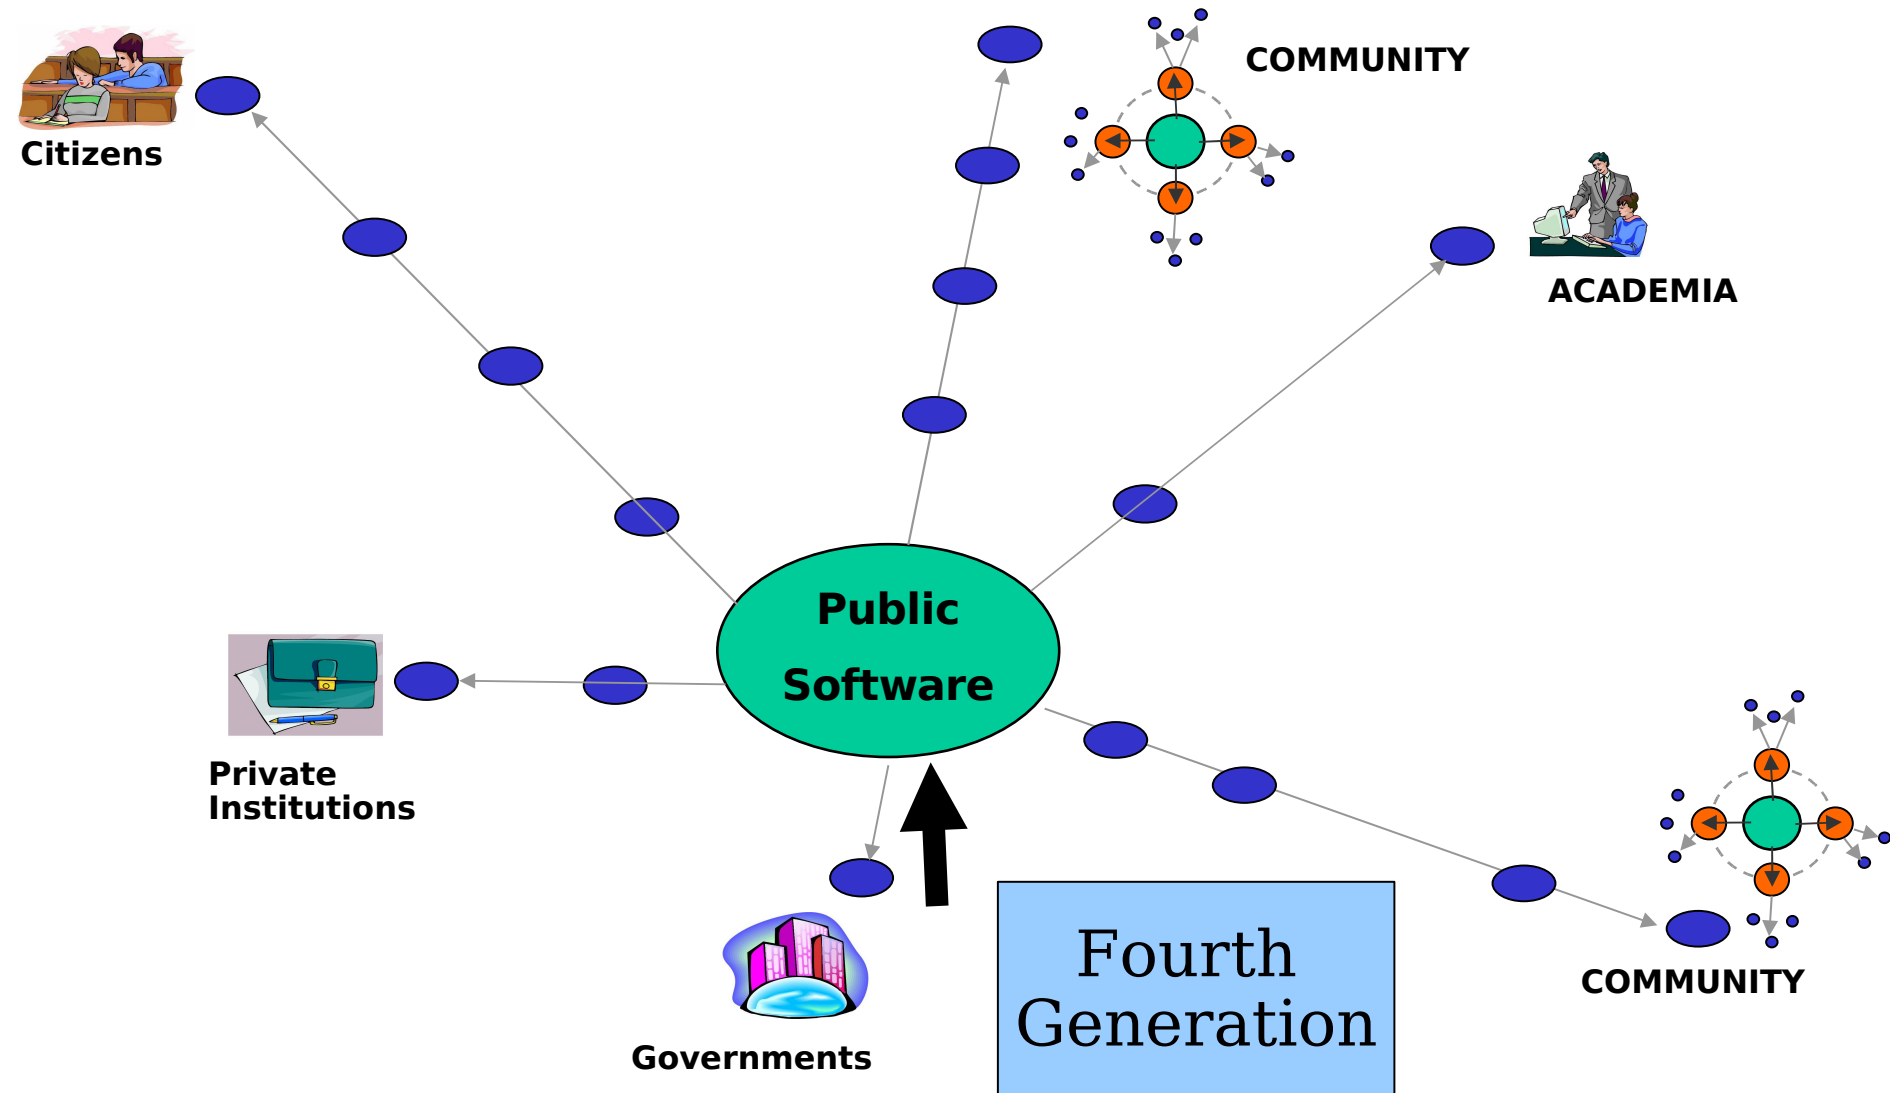 COMMUNITY
Citizens
ACADEMIA
Public
Software
Private
Institutions
Fourth
Generation
COMMUNITY
Governments